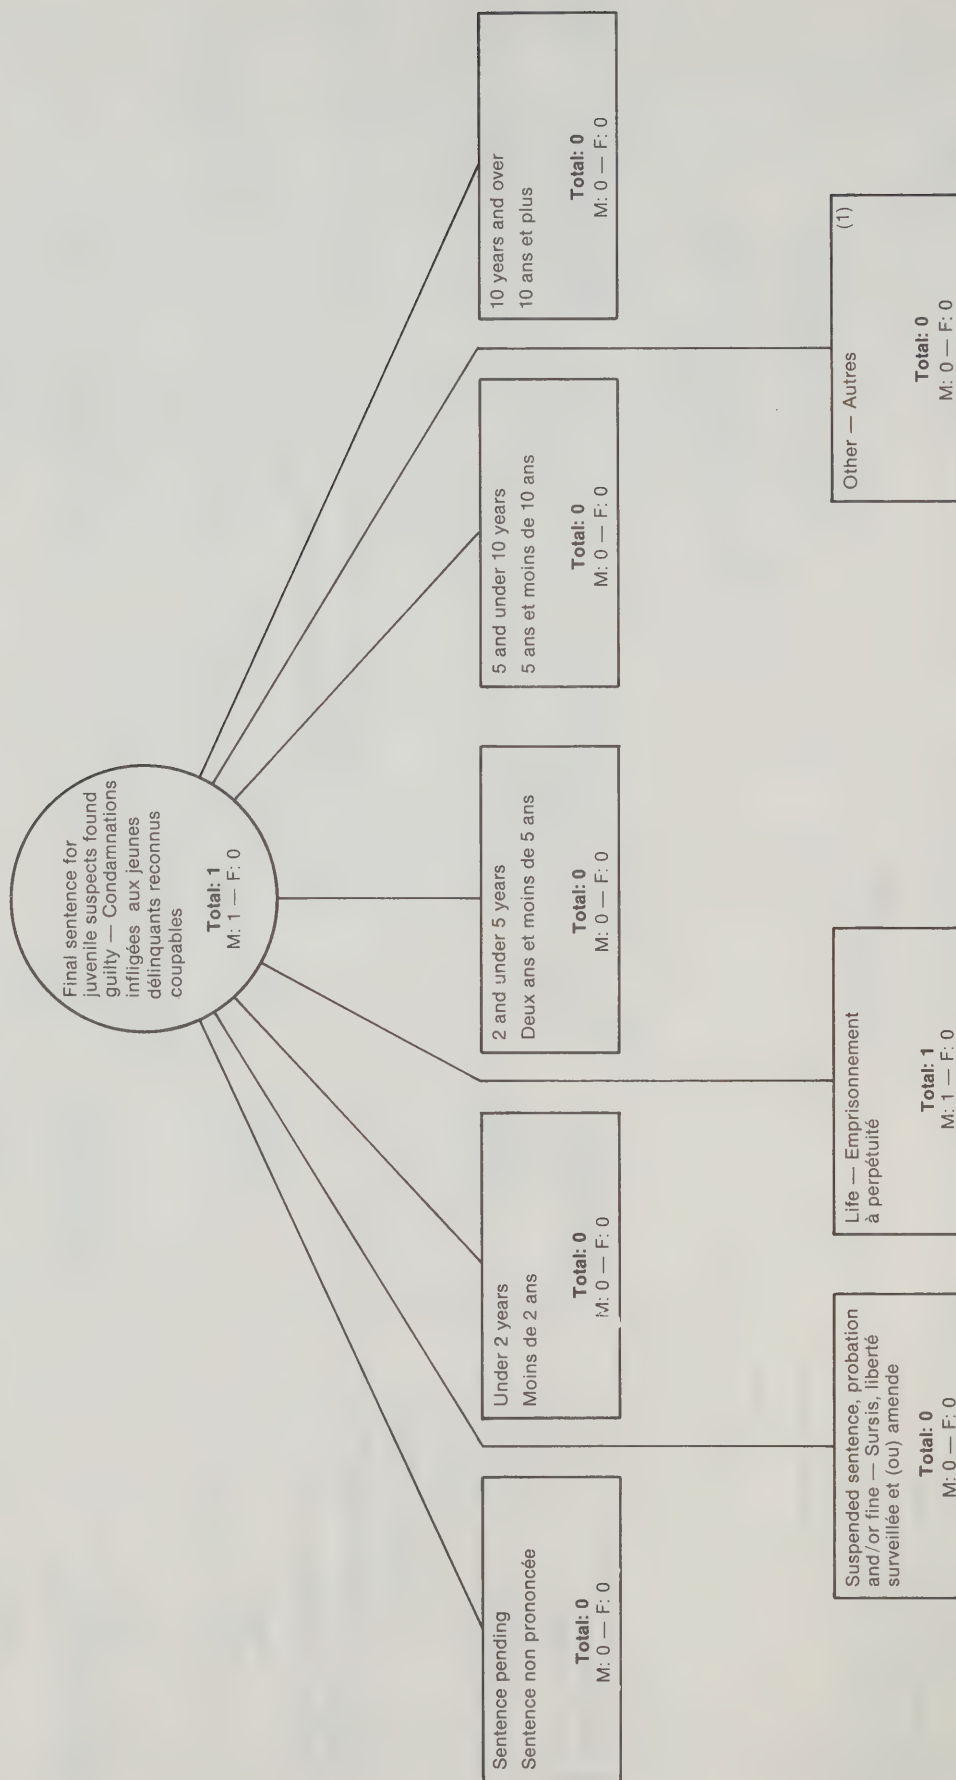 Final sentence for
juvenile suspects found
guilty — Condamnations
infligées aux jeunes
délinquants reconnus
coupables
Total: 1
M: 1 — F: 0
Sentence pending
Sentence non prononcée
Total: 0
M: 0 — F: 0
Under 2 years
Moins de 2 ans
Total: 0
M: 0 — F: 0
2 and under 5 years
Deux ans et moins de 5 ans
Total: 0
M: 0 — F: 0
5 and under 10 years
5 ans et moins de 10 ans
Total: 0
M: 0 — F: 0
10 years and over
10 ans et plus
Total: 0
M: 0 — F: 0
Suspended sentence, probation
and/or fine — Sursis, liberté
surveillée et (ou) amende
Total: 0
M: 0 — F: 0
Life — Emprisonnement
à perpétuité
Total: 1
M: 1 — F: 0
Other — Autres (1)
Total: 0
M: 0 — F: 0